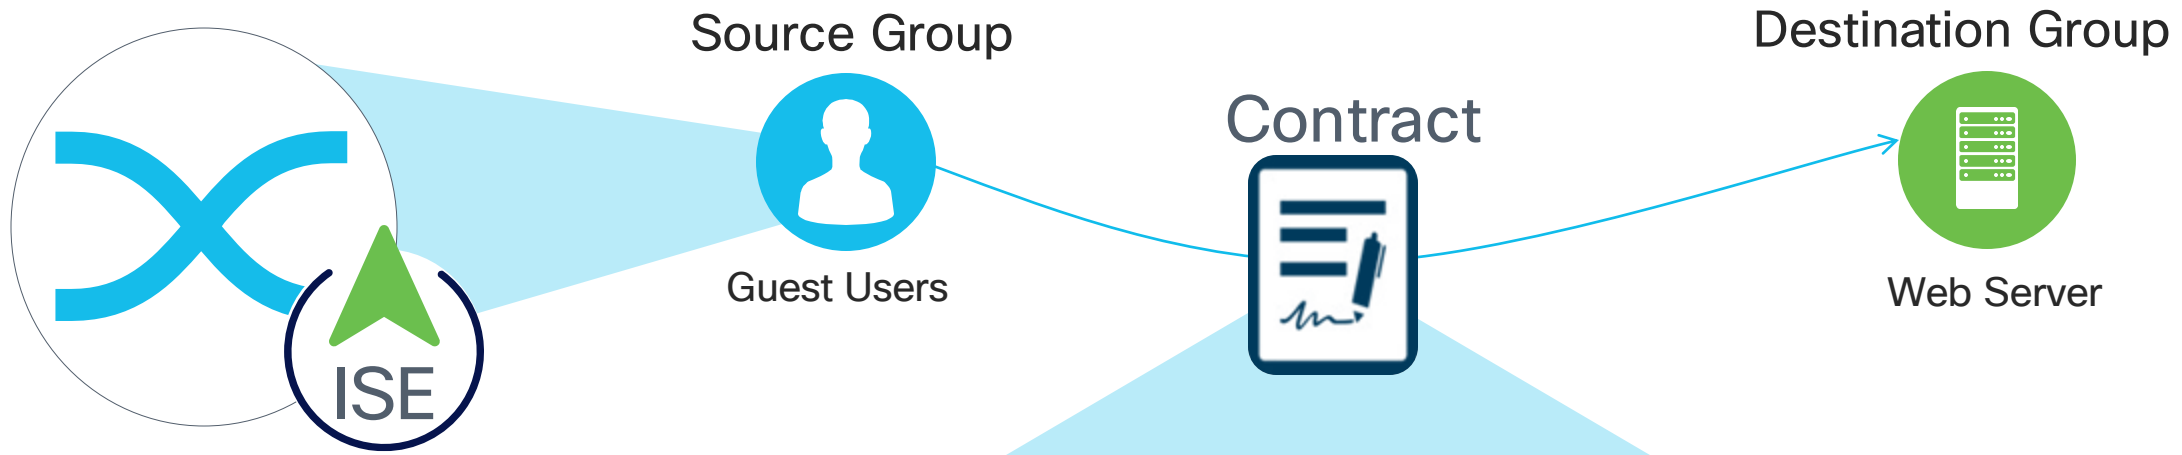 Source Group
Destination Group
Contract
Guest Users
Web Server
ISE